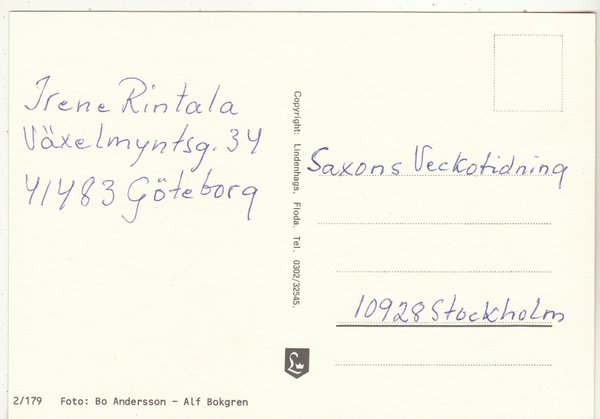 Irene Rintala
Växelmyntsg. 34
41483 Göteborg
Copyright: Lindenhags, Floda. Tel. 0302/32545.
Saxons Veckotidning
10928 Stockholm
L
2/179 Foto: Bo Andersson - Alf Bokgren